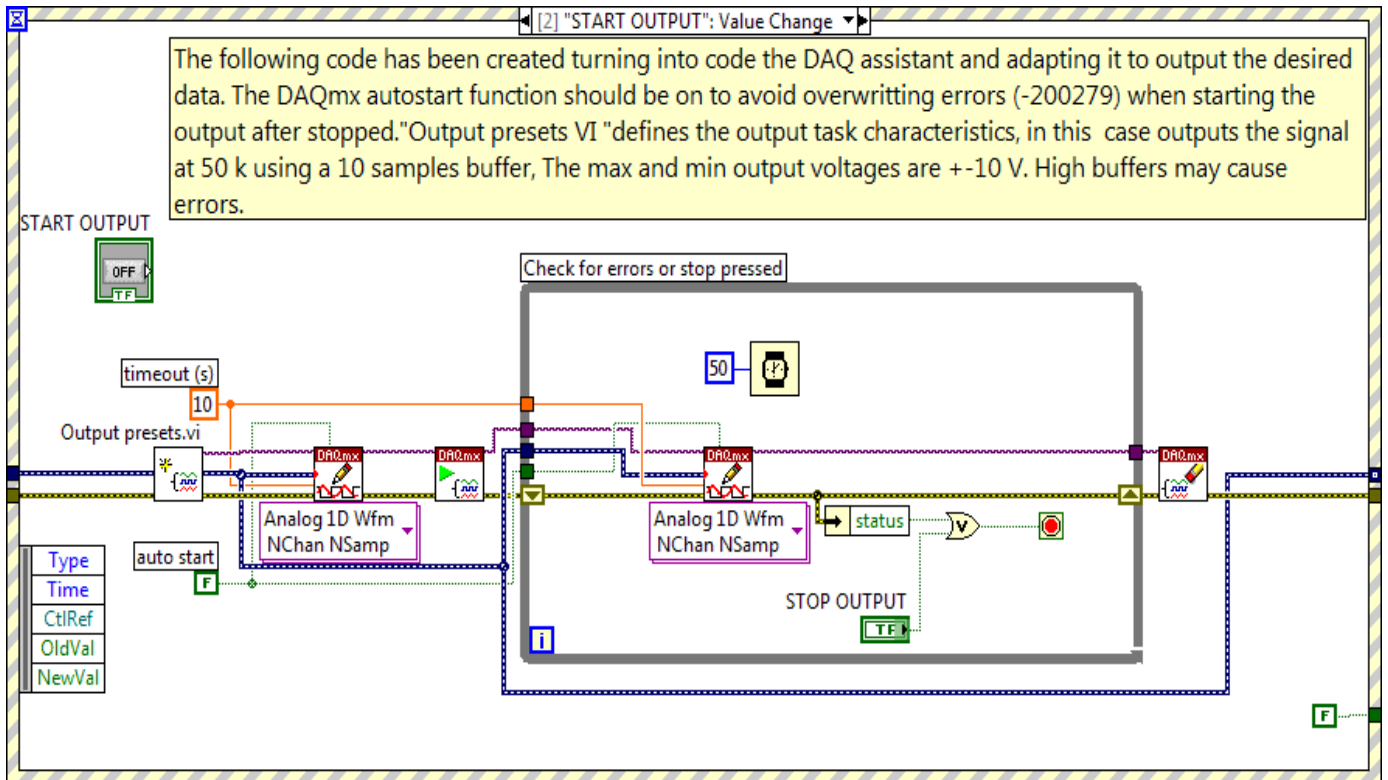 [2] "START OUTPUT": Value Change
The following code has been created turning into code the DAQ assistant and adapting it to output the desired
data. The DAQmx autostart function should be on to avoid overwritting errors (-200279) when starting the
output after stopped."Output presets VI "defines the output task characteristics, in this  case outputs the signal
at 50 k using a 10 samples buffer, The max and min output voltages are +-10 V. High buffers may cause
errors.
START OUTPUT
OFF
TF
Check for errors or stop pressed
50
timeout (s)
10
Output presets.vi
DAQmx
DAQmx
DAQmx
DAQmx
Analog 1D Wfm
NChan NSamp
Analog 1D Wfm
NChan NSamp
status
V
auto start
F
Type
Time
CtlRef
OldVal
NewVal
STOP OUTPUT
TF
i
F